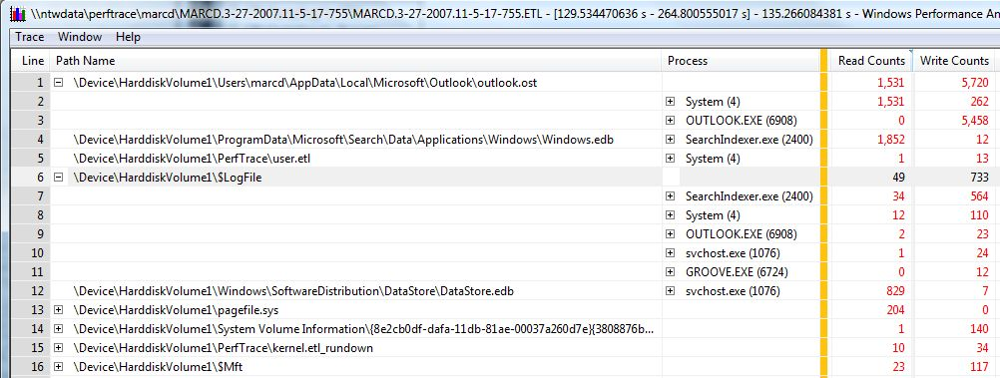 \\ntwdata\perftrace\marcd\MARCD.3-27-2007.11-5-17-755\MARCD.3-27-2007.11-5-17-755.ETL - [129.534470636 s - 264.800555017 s] - 135.266084381 s - Windows Performance An
Trace Window Help
Line Path Name Process Read Counts Write Counts
1 \Device\HarddiskVolume1\Users\marcd\AppData\Local\Microsoft\Outlook\outlook.ost 1,531 5,720
2 System (4) 1,531 262
3 OUTLOOK.EXE (6908) 0 5,458
4 \Device\HarddiskVolume1\ProgramData\Microsoft\Search\Data\Applications\Windows\Windows.edb SearchIndexer.exe (2400) 1,852 12
5 \Device\HarddiskVolume1\PerfTrace\user.etl System (4) 1 13
6 \Device\HarddiskVolume1\$LogFile 49 733
7 SearchIndexer.exe (2400) 34 564
8 System (4) 12 110
9 OUTLOOK.EXE (6908) 2 23
10 svchost.exe (1076) 1 24
11 GROOVE.EXE (6724) 0 12
12 \Device\HarddiskVolume1\Windows\SoftwareDistribution\DataStore\DataStore.edb svchost.exe (1076) 829 7
13 \Device\HarddiskVolume1\pagefile.sys 204 0
14 \Device\HarddiskVolume1\System Volume Information\{8e2cb0df-dafa-11db-81ae-00037a260d7e}{3808876b... 1 140
15 \Device\HarddiskVolume1\PerfTrace\kernel.etl_rundown 10 34
16 \Device\HarddiskVolume1\$Mft 23 117